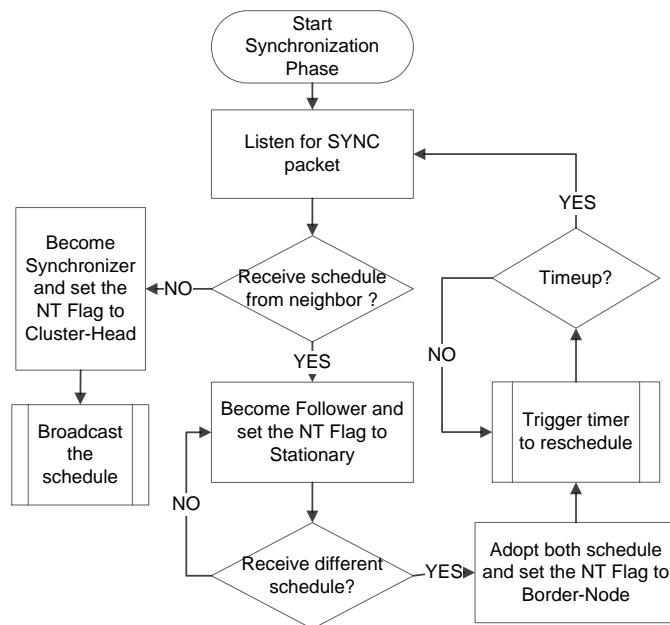 Start
Synchronization
Phase
Listen for SYNC
packet
YES
Become
Synchronizer
and set the
NT Flag to
Cluster-Head
NO
Receive schedule
from neighbor ?
Timeup?
YES
NO
Broadcast
the
schedule
Become Follower and
set the NT Flag to
Stationary
Trigger timer
to reschedule
NO
Receive different
schedule?
YES
Adopt both schedule
and set the NT Flag to
Border-Node